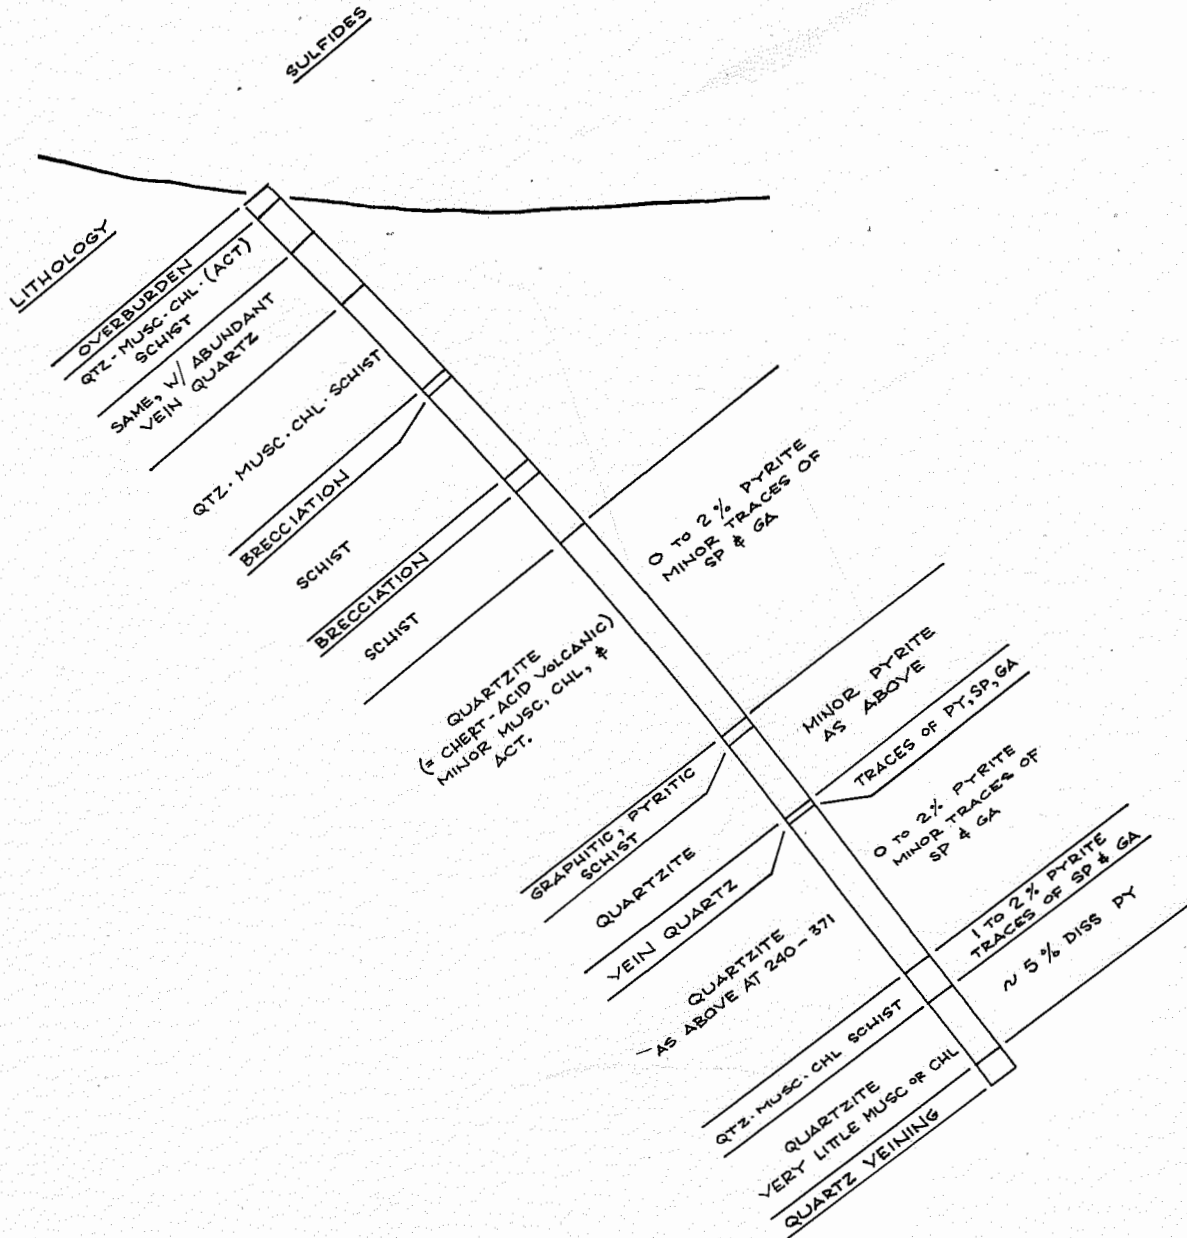 SULFIDES
LITHOLOGY
OVERBURDEN
QTZ - MUSC - CHL - (ACT)
SCHIST
SAME, W/ ABUNDANT
VEIN QUARTZ
QTZ - MUSC - CHL - SCHIST
BRECCIATION
SCHIST
BRECCIATION
SCHIST
QUARTZITE
(= CHERT - ACID VOLCANIC)
MINOR MUSC, CHL, &
ACT.
GRAPHITIC, PYRITIC
SCHIST
QUARTZITE
VEIN QUARTZ
QUARTZITE
— AS ABOVE AT 240 - 371
QTZ - MUSC - CHL SCHIST
QUARTZITE
VERY LITTLE MUSC OR CHL
QUARTZ VEINING
0 TO 2 % PYRITE
MINOR TRACES OF
SP & GA
MINOR PYRITE
AS ABOVE
TRACES OF PY, SP, GA
0 TO 2% PYRITE
MINOR TRACES OF
SP & GA
1 TO 2 % PYRITE
TRACES OF SP & GA
~ 5 % DISS PY